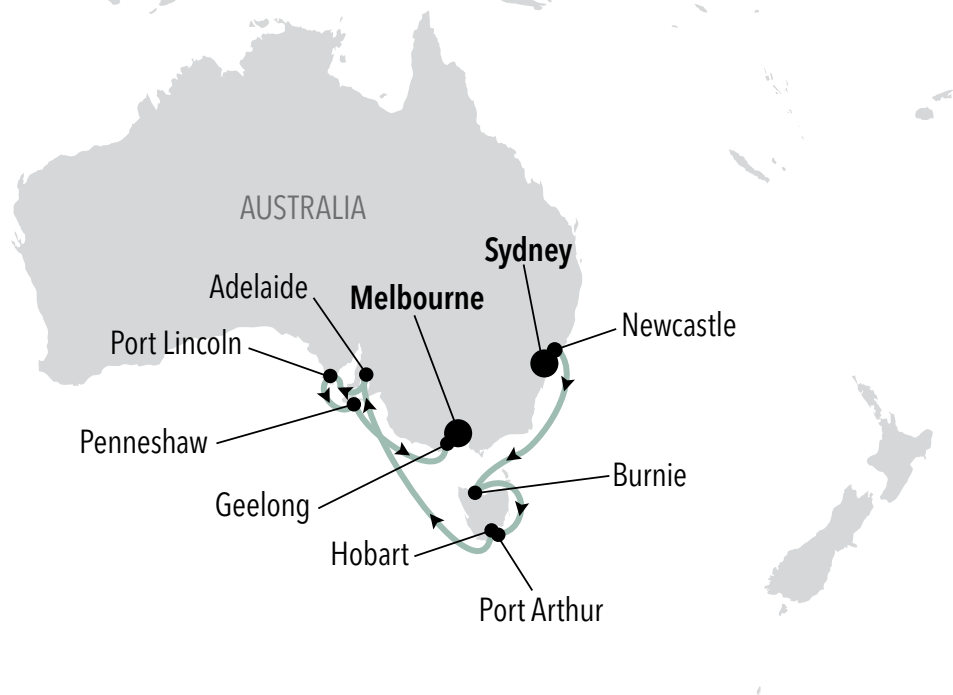 AUSTRALIA
Sydney
Adelaide
Melbourne
Newcastle
Port Lincoln
Penneshaw
Burnie
Geelong
Hobart
Port Arthur